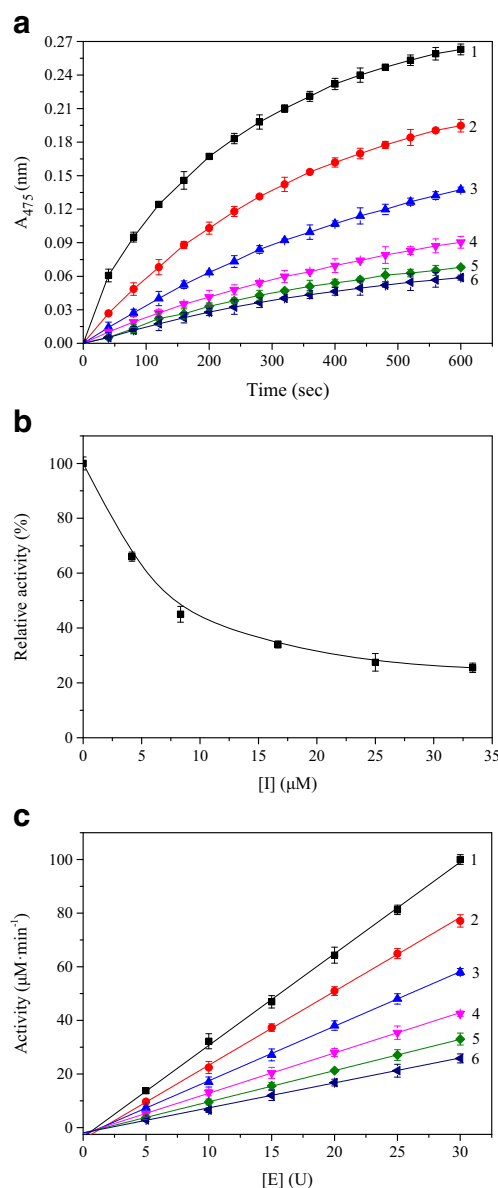 a
A475 (nm)
0.27
0.24
0.21
0.18
0.15
0.12
0.09
0.06
0.03
0.00
1
2
3
4
5
6
0 100 200 300 400 500 600
Time (sec)
b
Relative activity (%)
100
80
60
40
20
0
0 5 10 15 20 25 30 35
[I] (μM)
c
Activity (μM·min-1)
100
80
60
40
20
0
1
2
3
4
5
6
0 5 10 15 20 25 30
[E] (U)